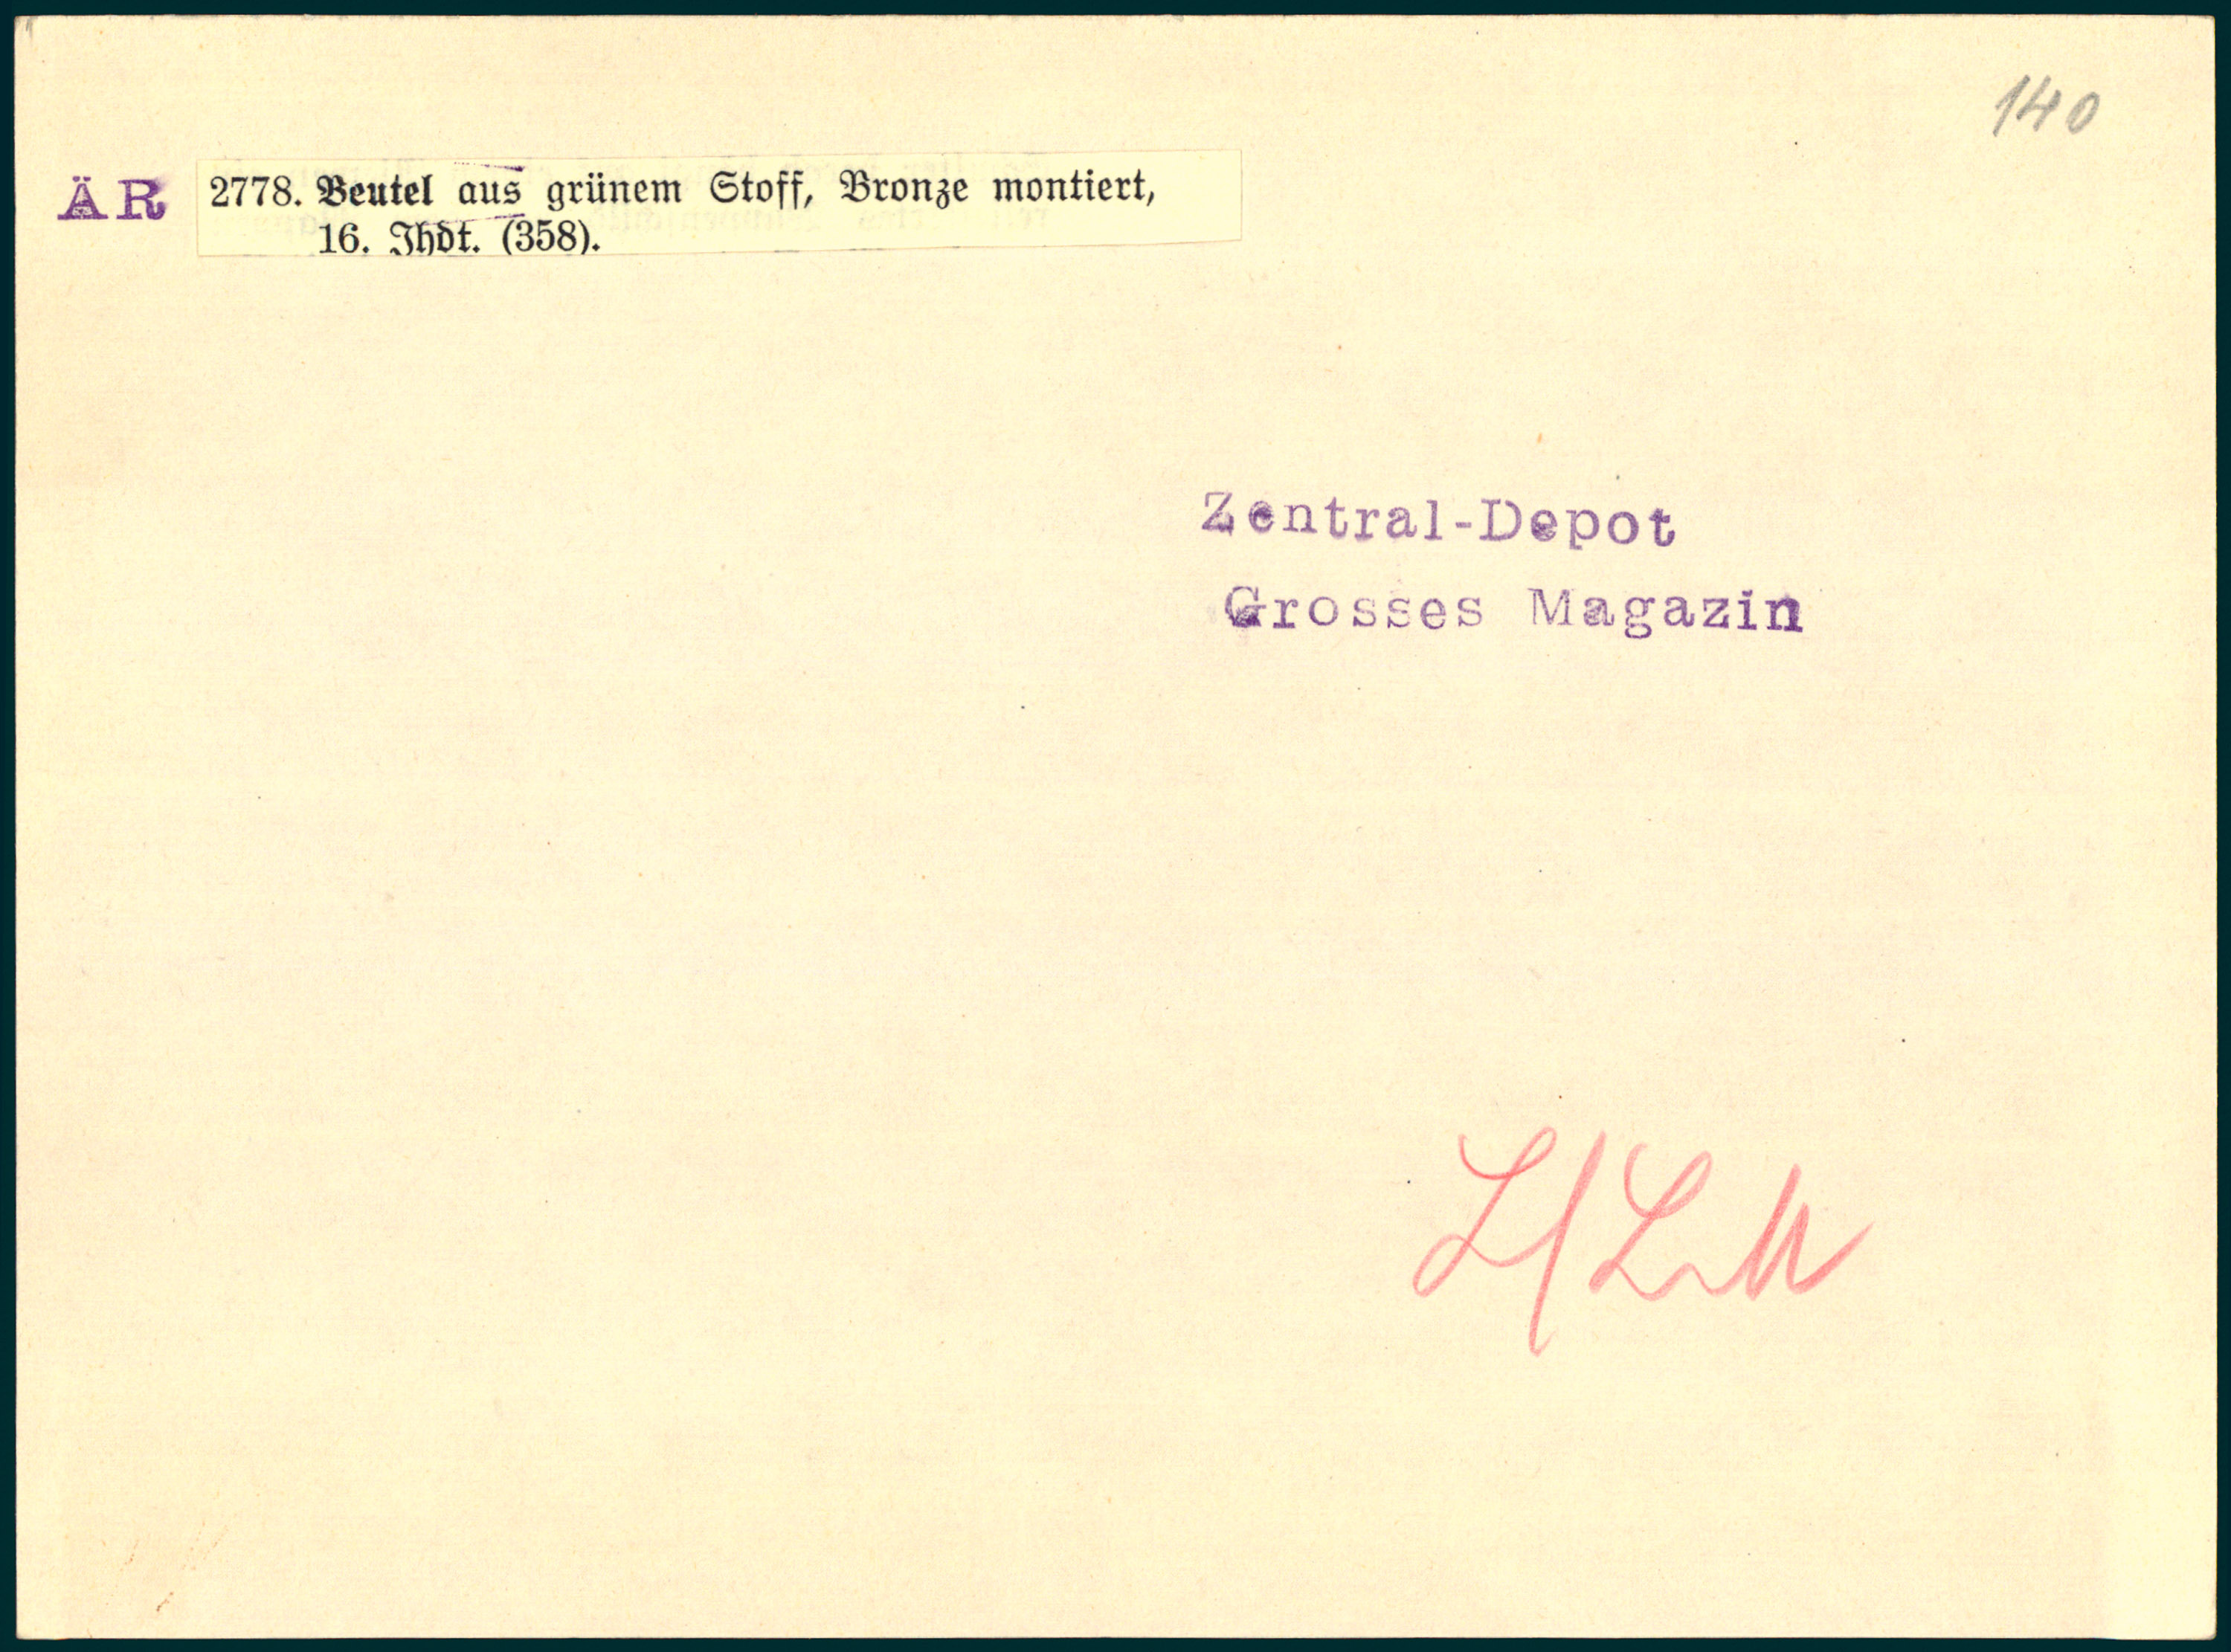 140
ÄR 2778. Beutel aus grünem Stoff, Bronze montiert,
16. Jhdt. (358).
Zentral-Depot
Grosses Magazin